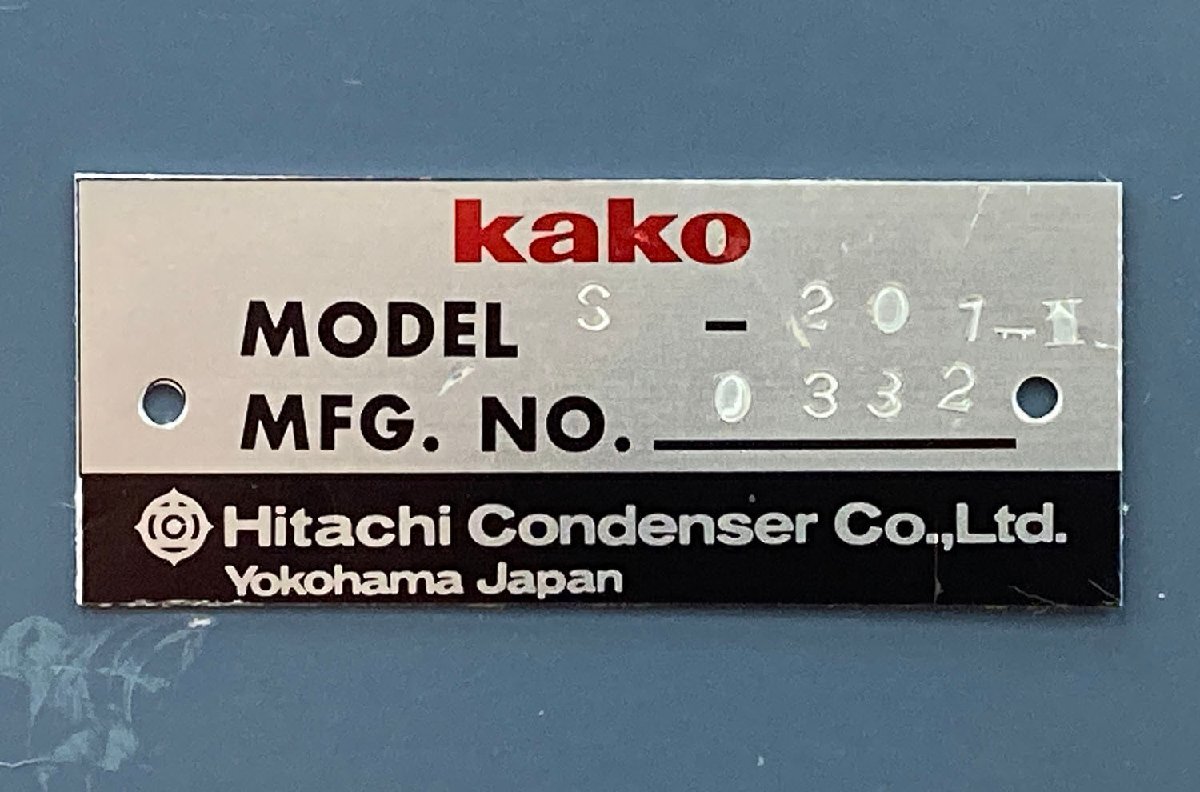 kako
MODEL S - 201-II
MFG. NO. 0332
Hitachi Condenser Co.,Ltd.
Yokohama Japan